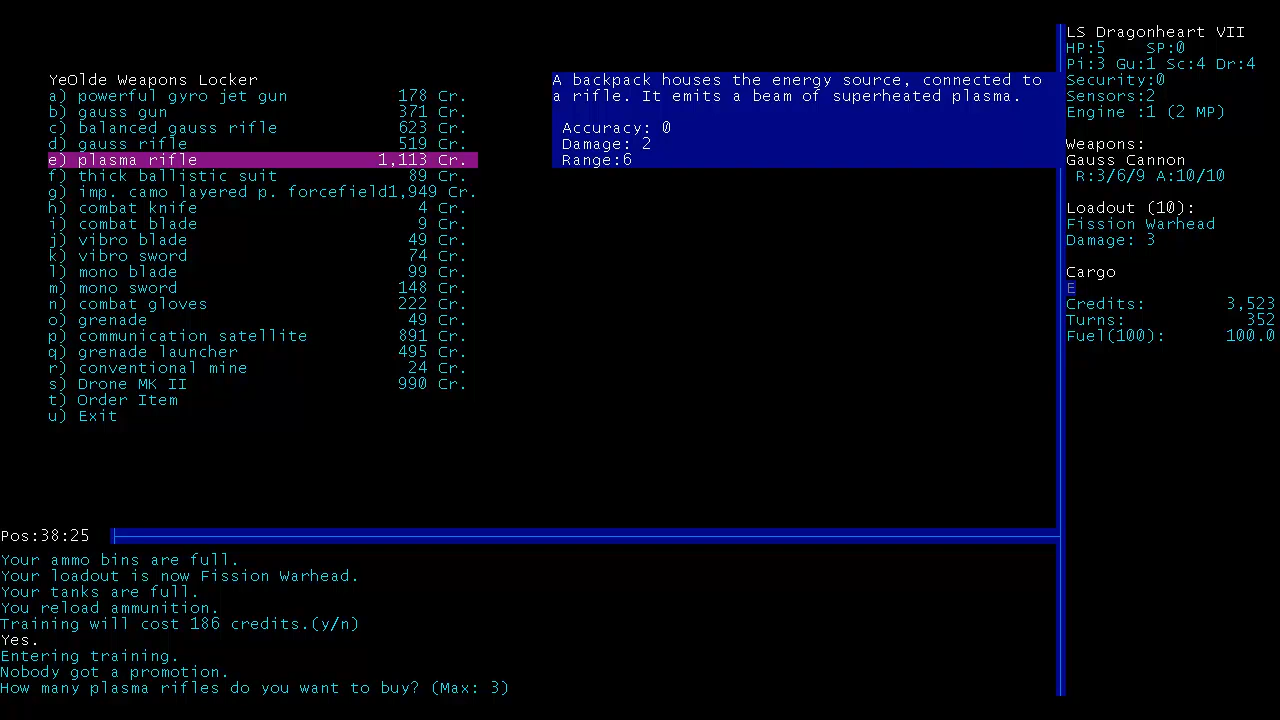 YeOlde Weapons Locker
a) powerful gyro jet gun 178 Cr.
b) gauss gun 371 Cr.
c) balanced gauss rifle 623 Cr.
d) gauss rifle 519 Cr.
e) plasma rifle 1,113 Cr.
f) thick ballistic suit 89 Cr.
g) imp. camo layered p. forcefield1,949 Cr.
h) combat knife 4 Cr.
i) combat blade 9 Cr.
j) vibro blade 49 Cr.
k) vibro sword 74 Cr.
l) mono blade 99 Cr.
m) mono sword 148 Cr.
n) combat gloves 222 Cr.
o) grenade 49 Cr.
p) communication satellite 891 Cr.
q) grenade launcher 495 Cr.
r) conventional mine 24 Cr.
s) Drone MK II 990 Cr.
t) Order Item
u) Exit
A backpack houses the energy source, connected to
a rifle. It emits a beam of superheated plasma.
Accuracy: 0
Damage: 2
Range:6
LS Dragonheart VII
HP:5 SP:0
Pi:3 Gu:1 Sc:4 Dr:4
Security:0
Sensors:2
Engine :1 (2 MP)
Weapons:
Gauss Cannon
R:3/6/9 A:10/10
Loadout (10):
Fission Warhead
Damage: 3
Cargo
E
Credits: 3,523
Turns: 352
Fuel(100): 100.0
Pos:38:25
Your ammo bins are full.
Your loadout is now Fission Warhead.
Your tanks are full.
You reload ammunition.
Training will cost 186 credits.(y/n)
Yes.
Entering training.
Nobody got a promotion.
How many plasma rifles do you want to buy? (Max: 3)